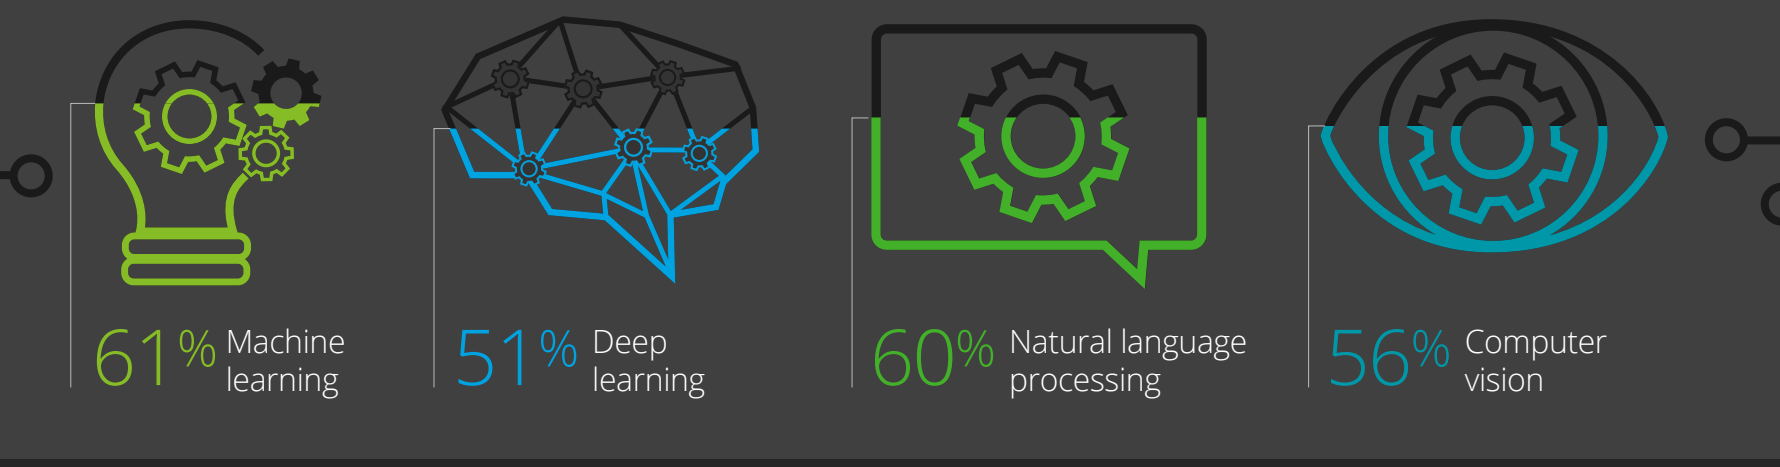 61% Machine
learning
51% Deep
learning
60% Natural language
processing
56% Computer
vision